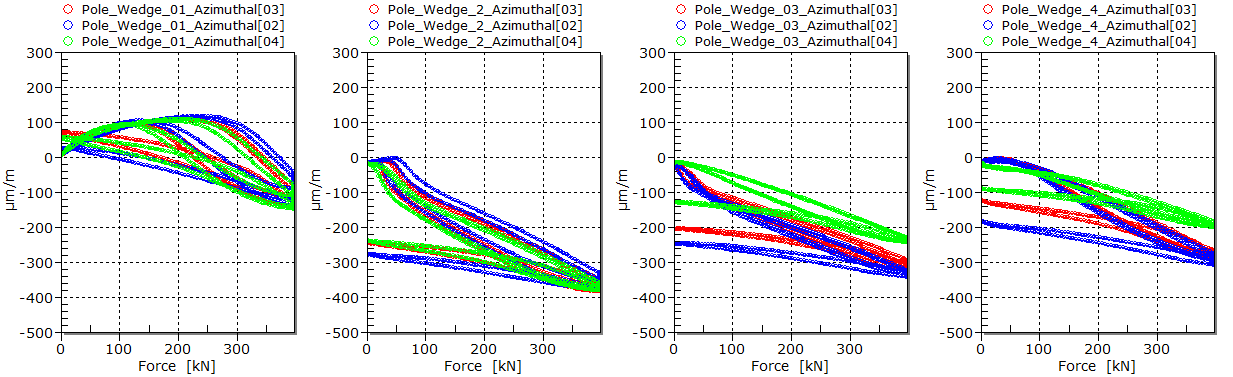 Pole_Wedge_01_Azimuthal[03]
Pole_Wedge_01_Azimuthal[02]
Pole_Wedge_01_Azimuthal[04]
300
200
100
0
-100
-200
-300
-400
-500
µm/m
0 100 200 300
Force [kN]
Pole_Wedge_2_Azimuthal[03]
Pole_Wedge_2_Azimuthal[02]
Pole_Wedge_2_Azimuthal[04]
300
200
100
0
-100
-200
-300
-400
-500
µm/m
0 100 200 300
Force [kN]
Pole_Wedge_03_Azimuthal[03]
Pole_Wedge_03_Azimuthal[02]
Pole_Wedge_03_Azimuthal[04]
300
200
100
0
-100
-200
-300
-400
-500
µm/m
0 100 200 300
Force [kN]
Pole_Wedge_4_Azimuthal[03]
Pole_Wedge_4_Azimuthal[02]
Pole_Wedge_4_Azimuthal[04]
300
200
100
0
-100
-200
-300
-400
-500
µm/m
0 100 200 300
Force [kN]